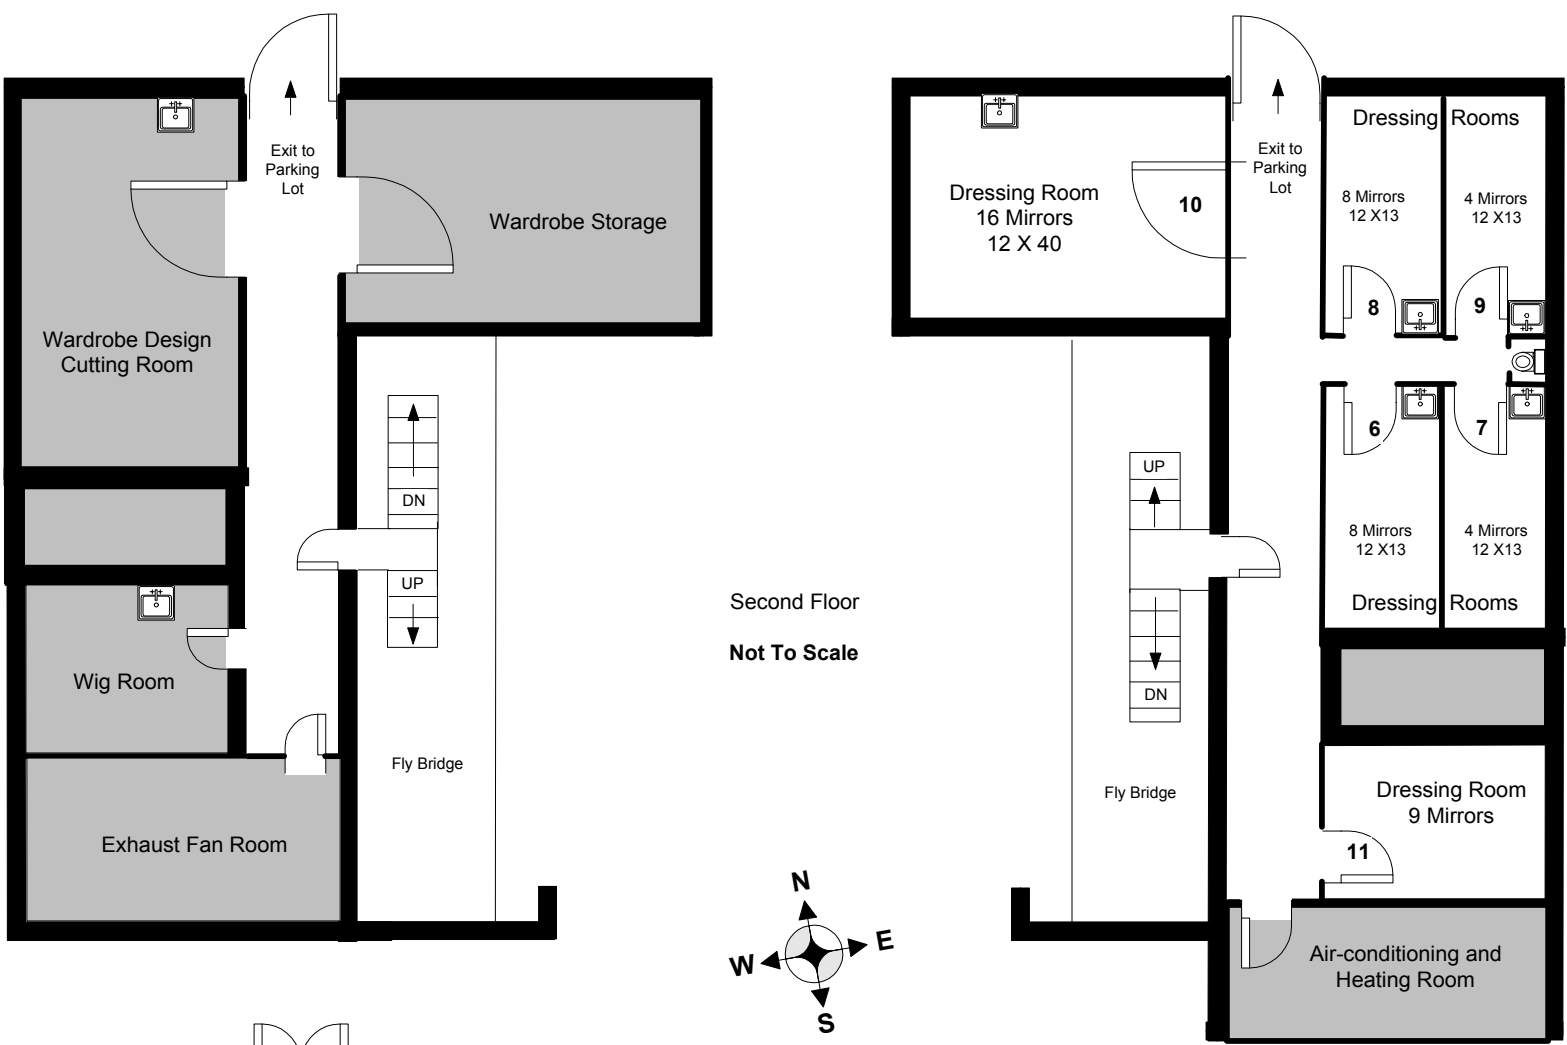 Exit to
Parking
Lot
Wardrobe Storage
Wardrobe Design
Cutting Room
DN
UP
Wig Room
Fly Bridge
Exhaust Fan Room
Second Floor
Not To Scale
N
W
E
S
Dressing Room
16 Mirrors
12 X 40
10
Exit to
Parking
Lot
Dressing Rooms
8 Mirrors
12 X13
4 Mirrors
12 X13
8
9
6
7
UP
8 Mirrors
12 X13
4 Mirrors
12 X13
Dressing Rooms
DN
Fly Bridge
Dressing Room
9 Mirrors
11
Air-conditioning and
Heating Room